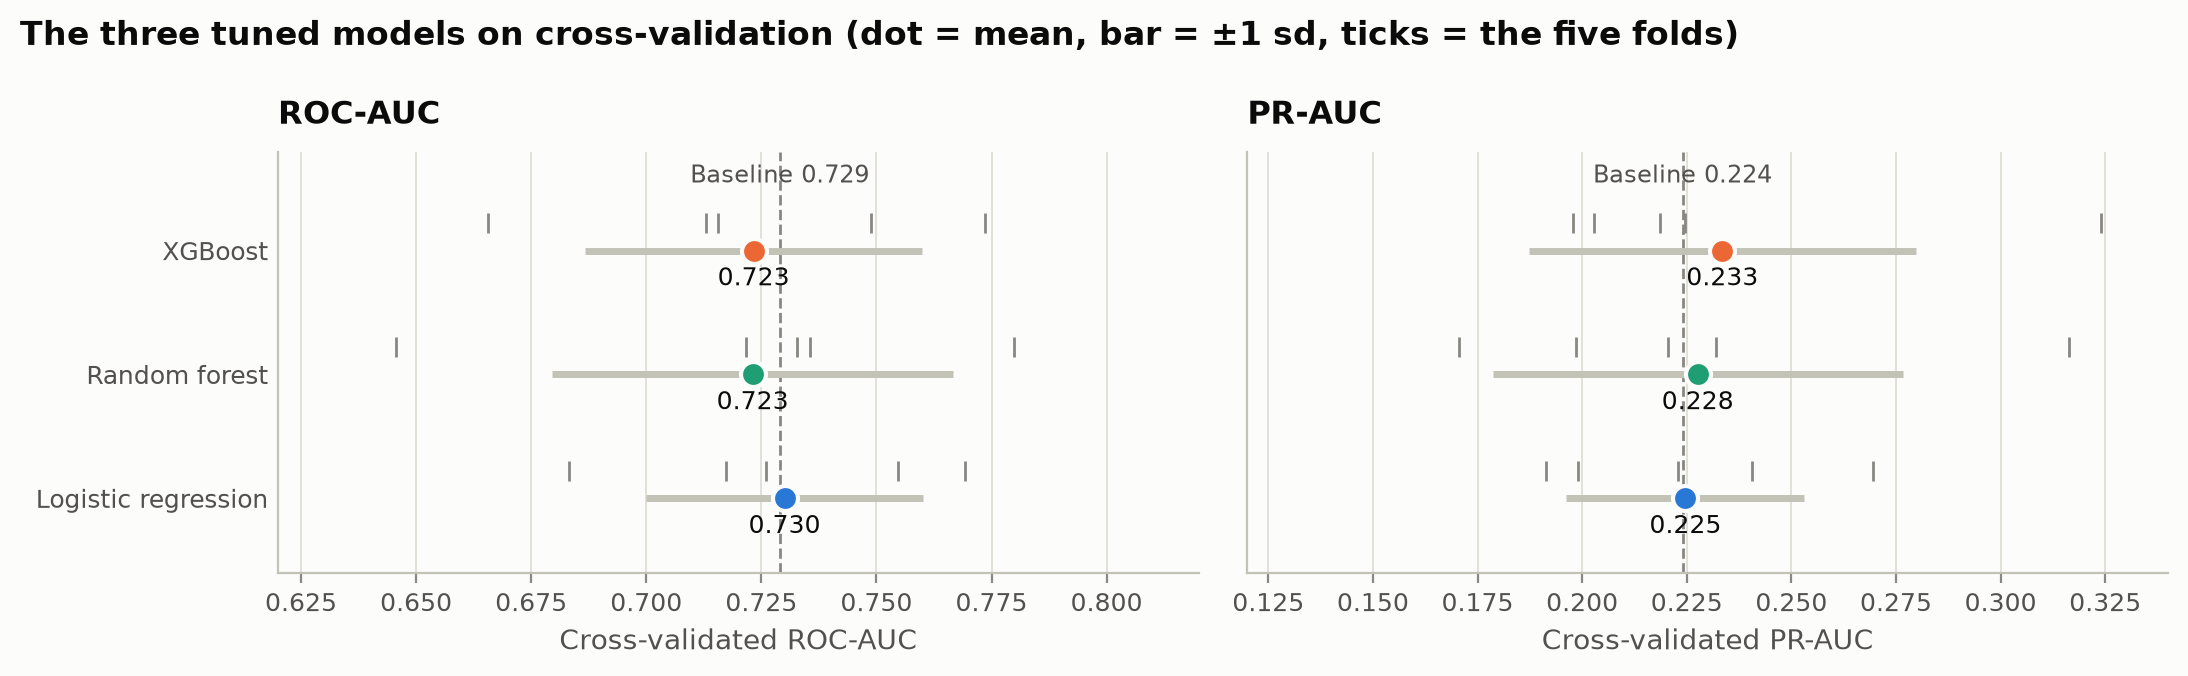 The three tuned models on cross-validation (dot = mean, bar = ±1 sd, ticks = the five folds)
ROC-AUC
Baseline 0.729
XGBoost
0.723
Random forest
0.723
Logistic regression
0.730
0.625 0.650 0.675 0.700 0.725 0.750 0.775 0.800
Cross-validated ROC-AUC
PR-AUC
Baseline 0.224
0.233
0.228
0.225
0.125 0.150 0.175 0.200 0.225 0.250 0.275 0.300 0.325
Cross-validated PR-AUC